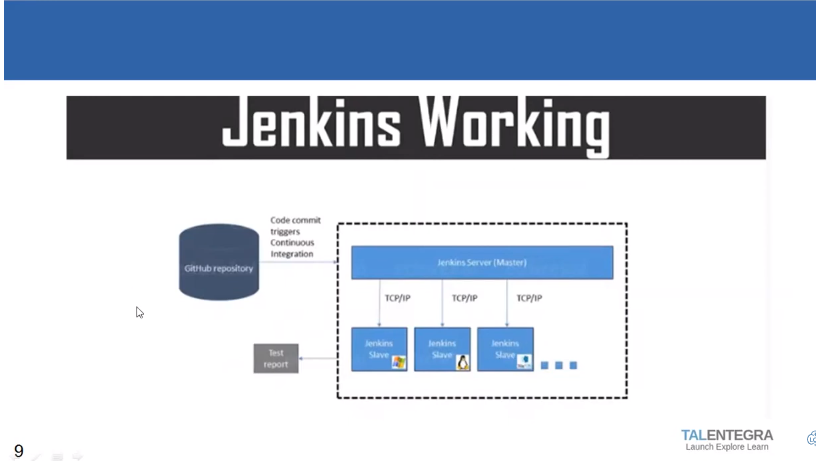 Jenkins Working
Code commit
triggers
Continuous
Integration
GitHub repository
Jenkins Server (Master)
TCP/IP
TCP/IP
TCP/IP
Jenkins
Slave
Jenkins
Slave
Jenkins
Slave
Test
report
TALENTEGRA
Launch Explore Learn
9